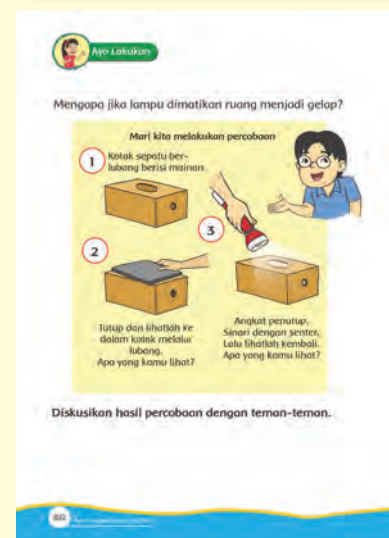 Ayo Lakukan
Mengapa jika lampu dimatikan ruang menjadi gelap?
Mari kita melakukan percobaan
1
Kotak sepatu ber-
lubang berisi mainan
3
2
Tutup dan lihatlah ke
dalam kotak melalui
lubang.
Apa yang kamu lihat?
Angkat penutup.
Sinari dengan senter.
Lalu lihatlah kembali.
Apa yang kamu lihat?
Diskusikan hasil percobaan dengan teman-teman.